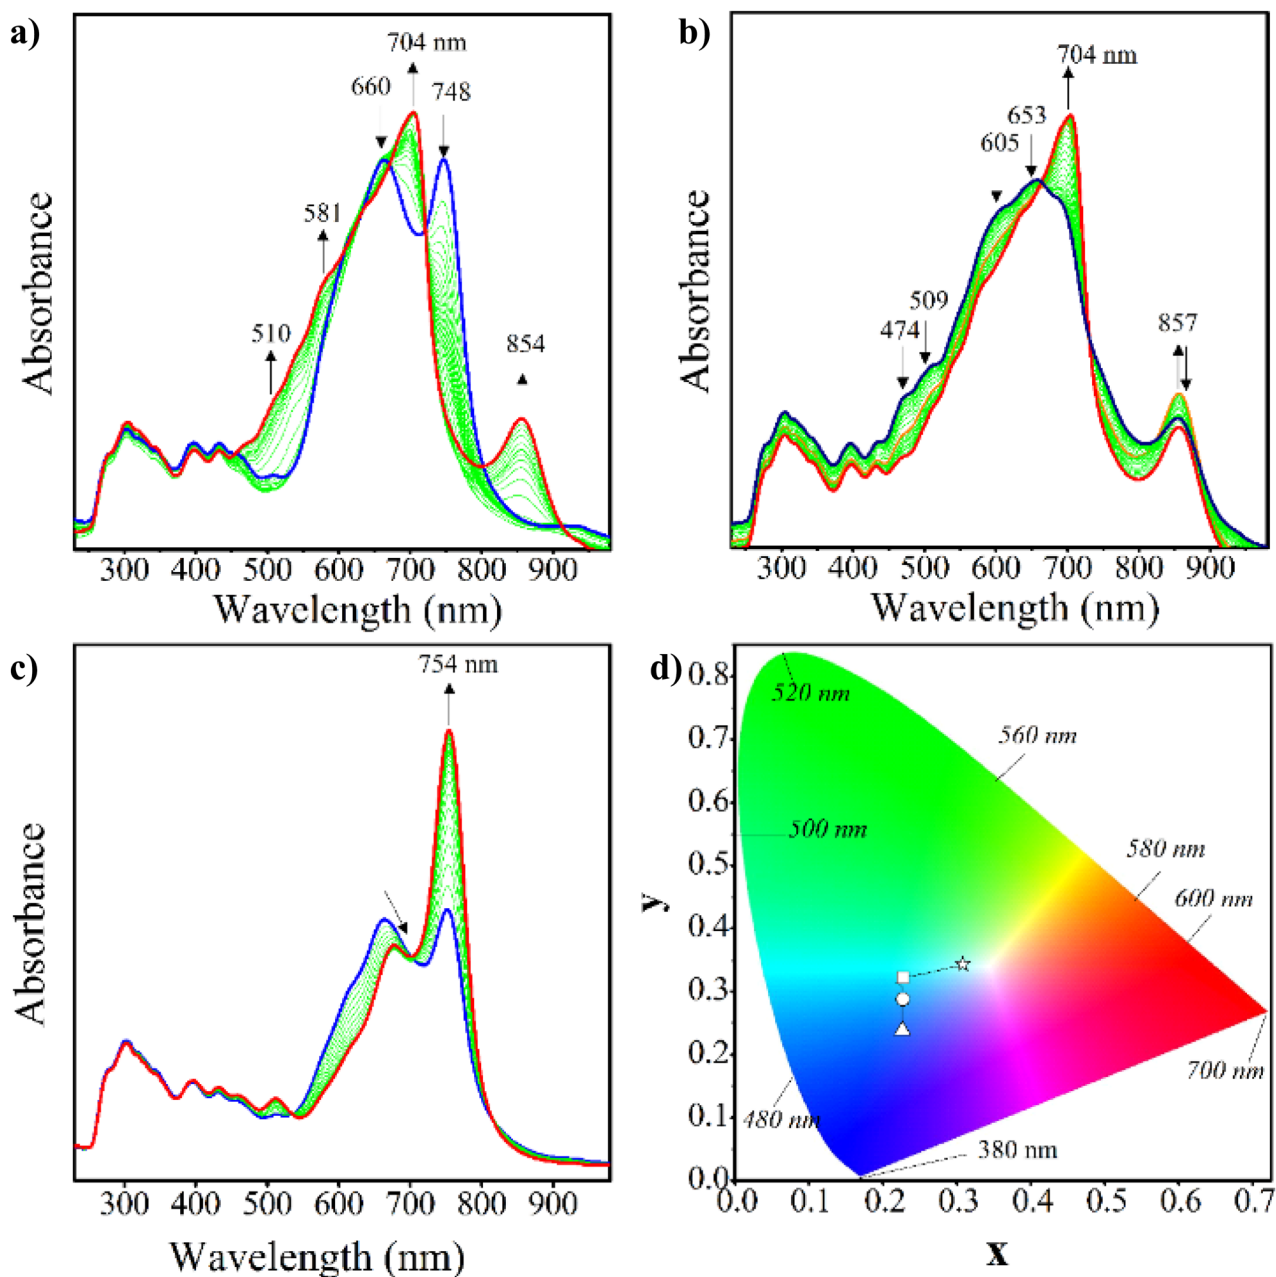 a)
704 nm
660
748
581
510
854
Absorbance
300 400 500 600 700 800 900
Wavelength (nm)
b)
704 nm
653
605
509
474
857
Absorbance
300 400 500 600 700 800 900
Wavelength (nm)
c)
754 nm
Absorbance
300 400 500 600 700 800 900
Wavelength (nm)
d)
0.8
0.7
0.6
0.5
0.4
0.3
0.2
0.1
0.0
y
520 nm
560 nm
500 nm
580 nm
600 nm
700 nm
480 nm
380 nm
0.0 0.1 0.2 0.3 0.4 0.5 0.6 0.7
x